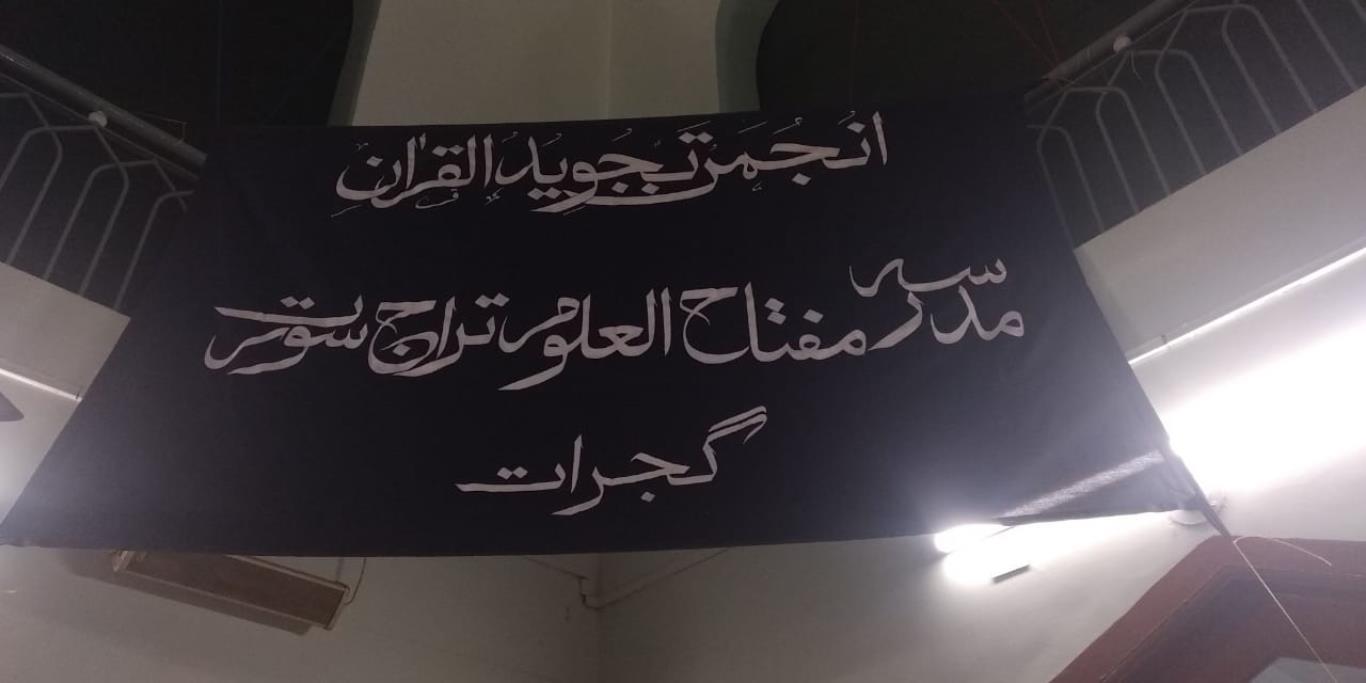 انجمن تجوید القرآن
مدرسہ مفتاح العلوم تراج سورت
گجرات